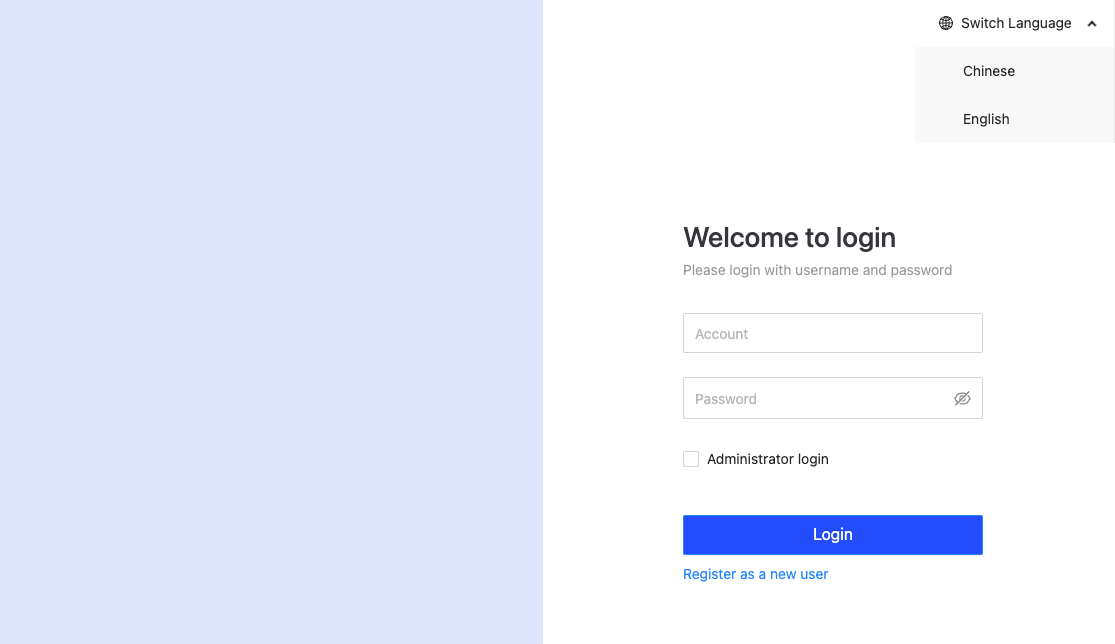 Switch Language
Chinese
English
Welcome to login
Please login with username and password
Account
Password
Administrator login
Login
Register as a new user